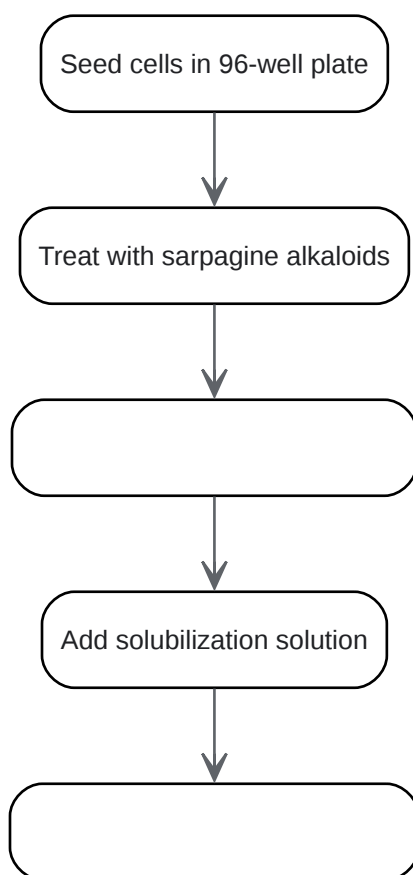 Seed cells in 96-well plate
Treat with sarpagine alkaloids
Add solubilization solution